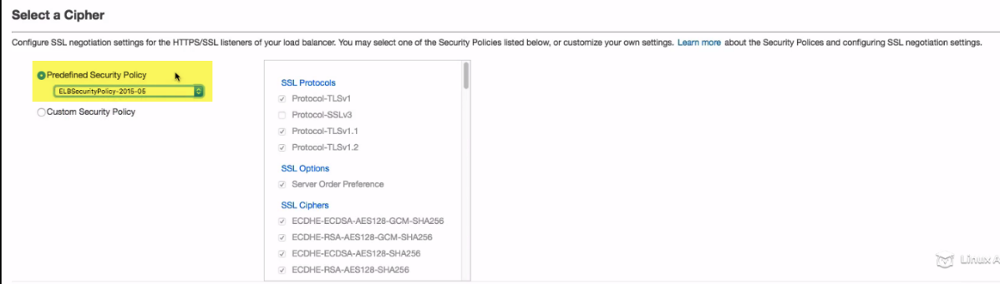 Select a Cipher
Configure SSL negotiation settings for the HTTPS/SSL listeners of your load balancer. You may select one of the Security Policies listed below, or customize your own settings. Learn more about the Security Polices and configuring SSL negotiation settings.
Predefined Security Policy
ELBSecurityPolicy-2015-05
Custom Security Policy
SSL Protocols
Protocol-TLSv1
Protocol-SSLv3
Protocol-TLSv1.1
Protocol-TLSv1.2
SSL Options
Server Order Preference
SSL Ciphers
ECDHE-ECDSA-AES128-GCM-SHA256
ECDHE-RSA-AES128-GCM-SHA256
ECDHE-ECDSA-AES128-SHA256
ECDHE-RSA-AES128-SHA256
Linux A